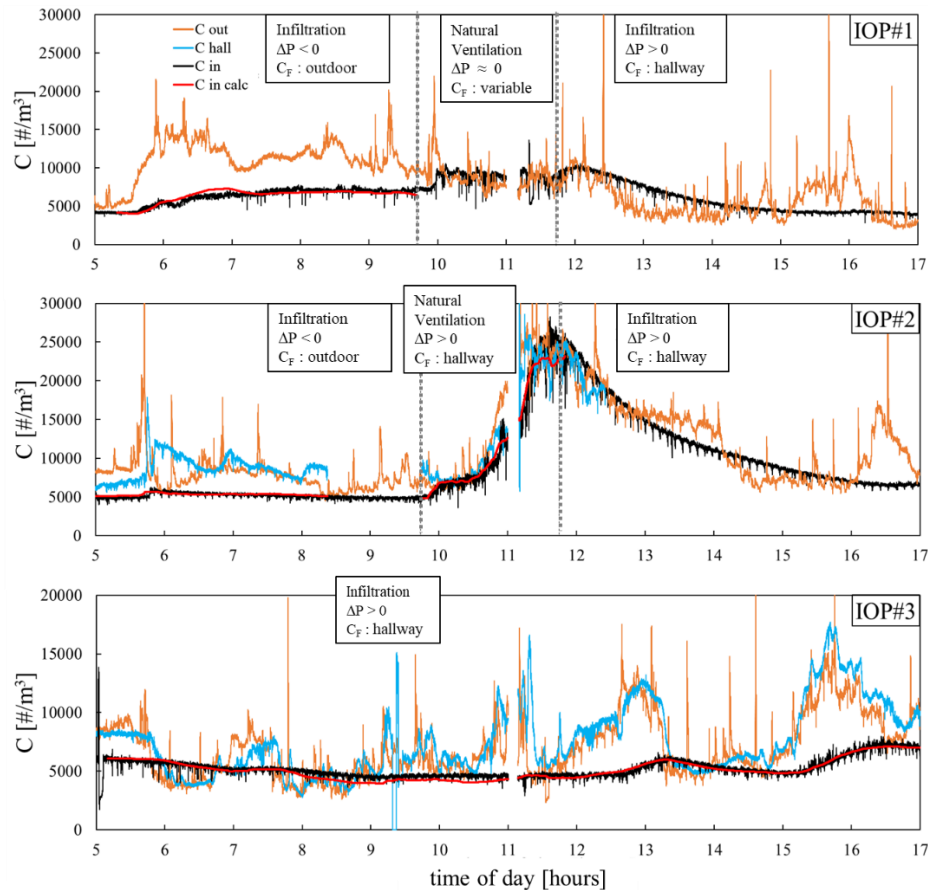 30000
25000
20000
15000
10000
5000
0
C [#/m³]
C out
C hall
C in
C in calc
Infiltration
ΔP < 0
C_F : outdoor
Natural
Ventilation
ΔP ≈ 0
C_F : variable
Infiltration
ΔP > 0
C_F : hallway
IOP#1
5 6 7 8 9 10 11 12 13 14 15 16 17
30000
25000
20000
15000
10000
5000
0
C [#/m³]
Infiltration
ΔP < 0
C_F : outdoor
Natural
Ventilation
ΔP > 0
C_F : hallway
Infiltration
ΔP > 0
C_F : hallway
IOP#2
5 6 7 8 9 10 11 12 13 14 15 16 17
20000
15000
10000
5000
0
C [#/m³]
Infiltration
ΔP > 0
C_F : hallway
IOP#3
5 6 7 8 9 10 11 12 13 14 15 16 17
time of day [hours]